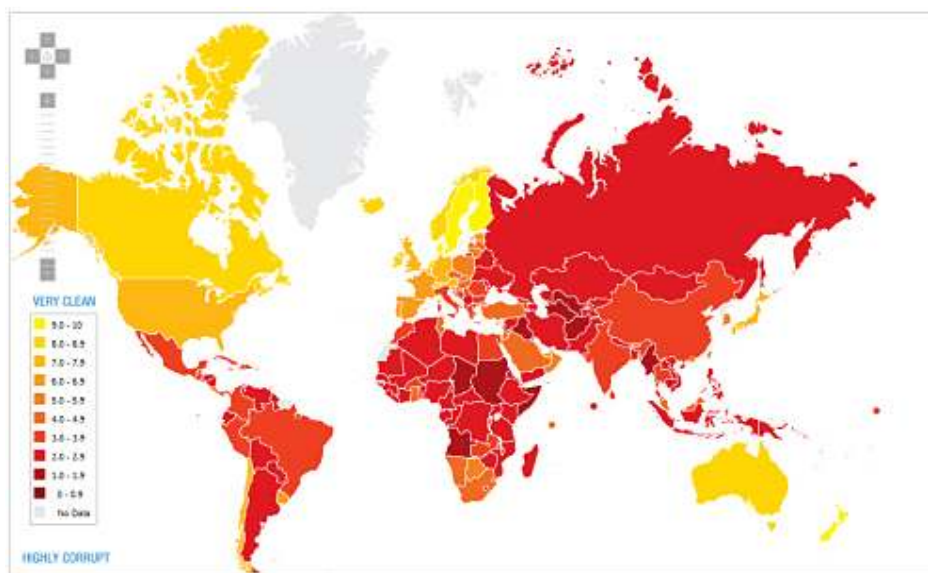 VERY CLEAN
9.0 - 10
8.0 - 8.9
7.0 - 7.9
6.0 - 6.9
5.0 - 5.9
4.0 - 4.9
3.0 - 3.9
2.0 - 2.9
1.0 - 1.9
0 - 0.9
No Data
HIGHLY CORRUPT